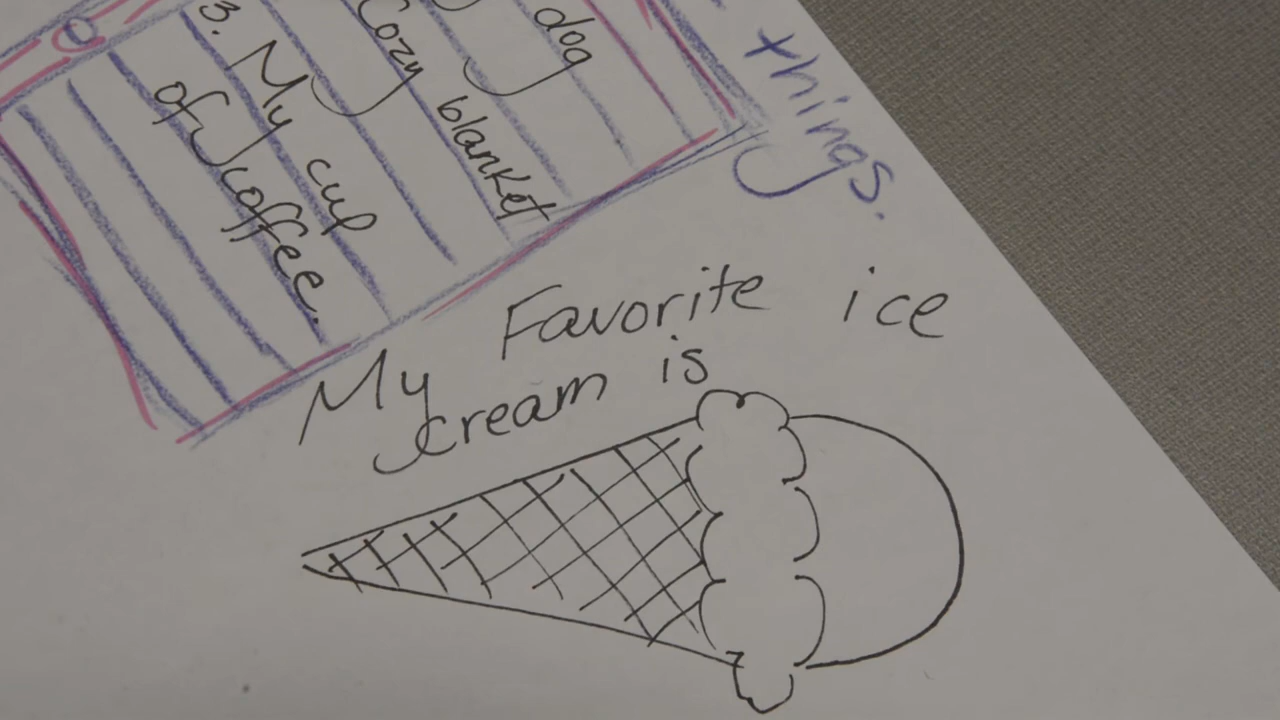 things.
dog
Cozy blanket
3. My cup
of coffee.
My Favorite ice
cream is